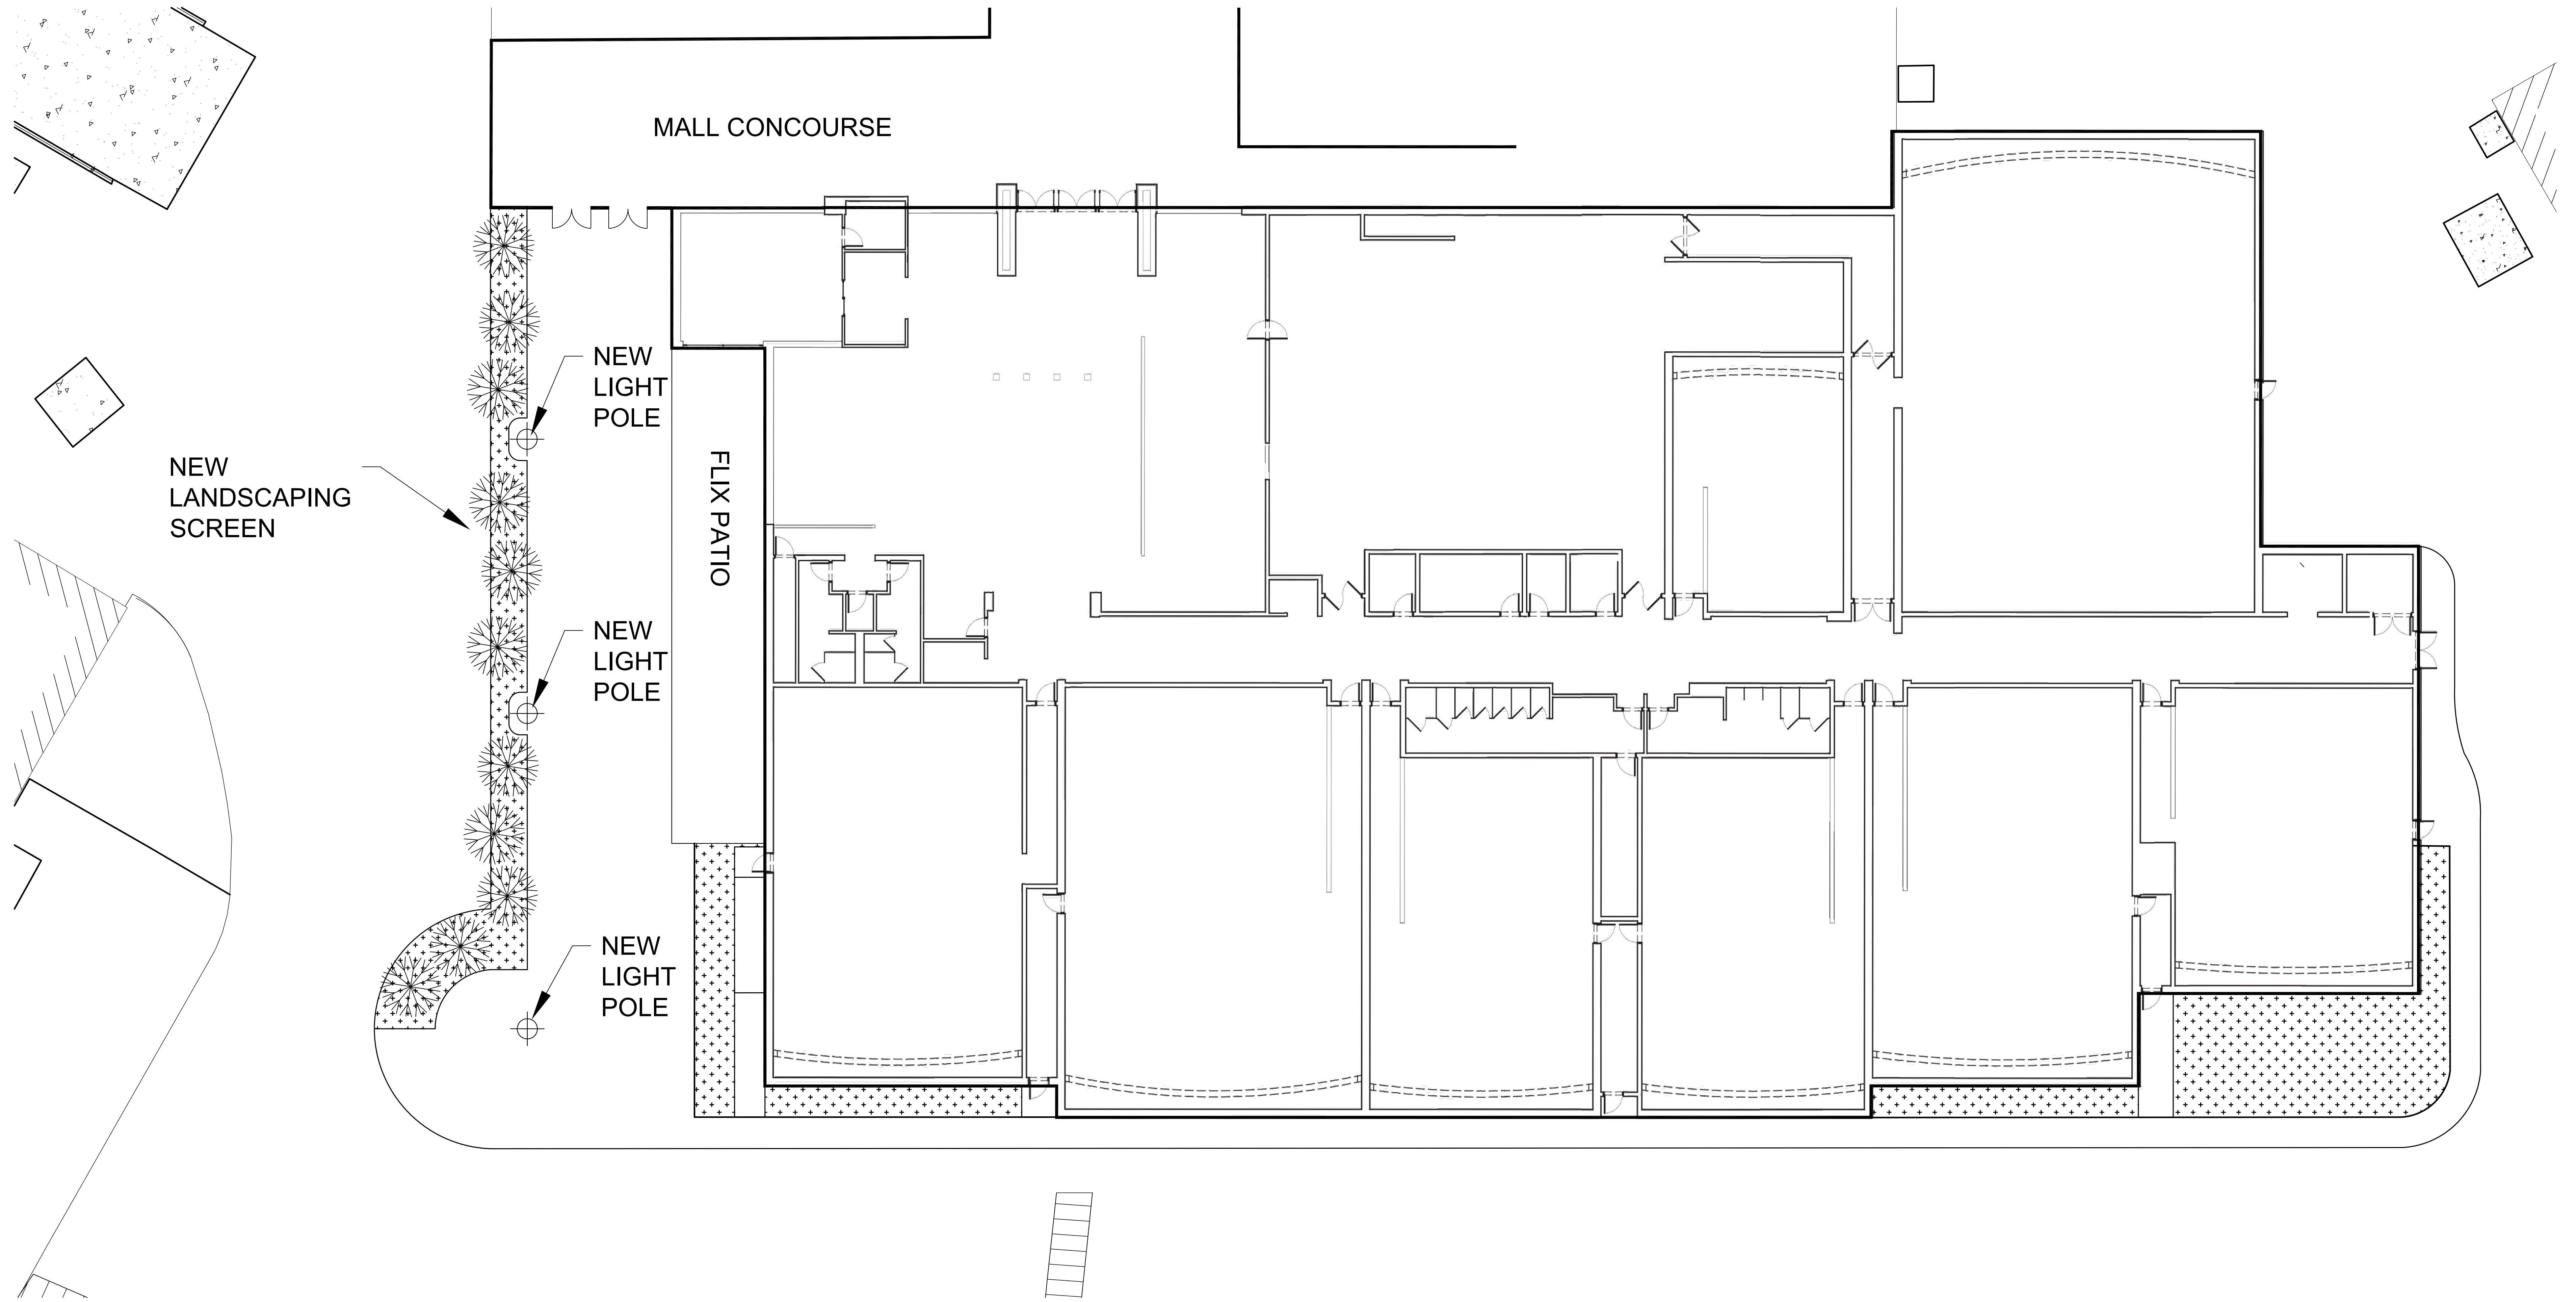 MALL CONCOURSE
NEW
LIGHT
POLE
FLIX PATIO
NEW
LANDSCAPING
SCREEN
NEW
LIGHT
POLE
NEW
LIGHT
POLE